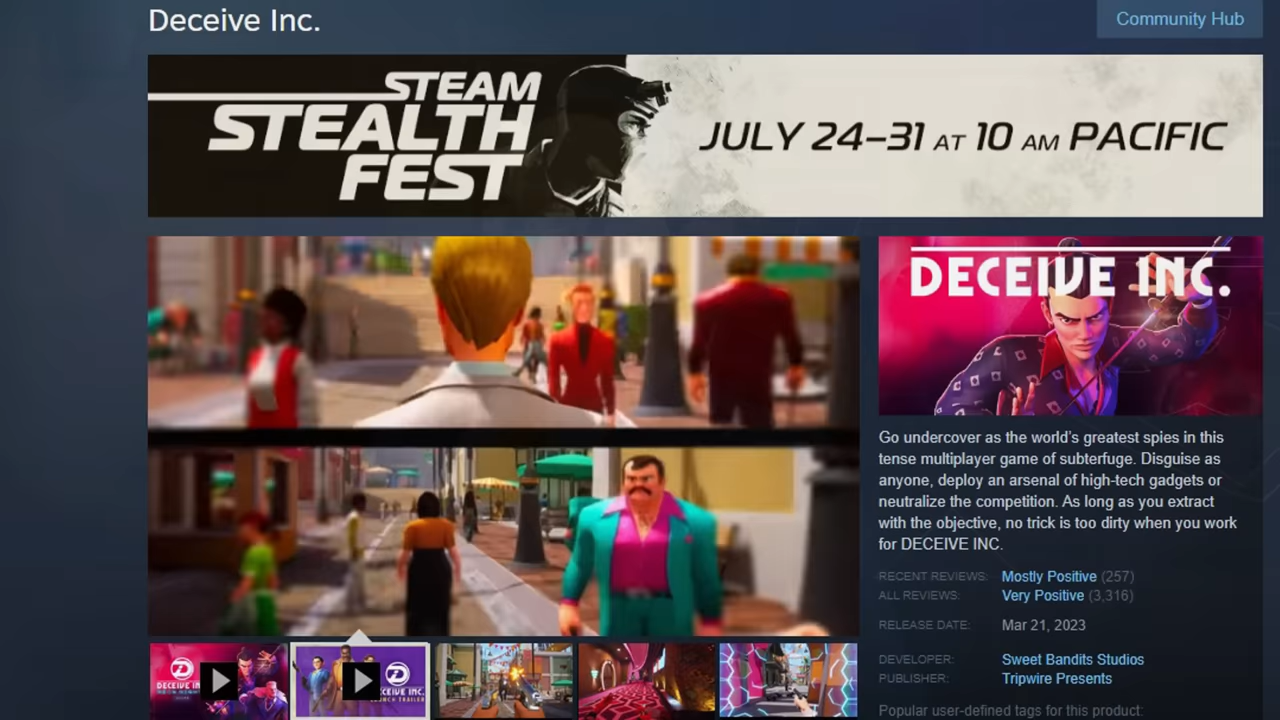 Deceive Inc.
Community Hub
STEAM
STEALTH
FEST
JULY 24-31 AT 10 AM PACIFIC
DECEIVE INC.
Go undercover as the world's greatest spies in this
tense multiplayer game of subterfuge. Disguise as
anyone, deploy an arsenal of high-tech gadgets or
neutralize the competition. As long as you extract
with the objective, no trick is too dirty when you work
for DECEIVE INC.
RECENT REVIEWS: Mostly Positive (257)
ALL REVIEWS: Very Positive (3,316)
RELEASE DATE: Mar 21, 2023
DEVELOPER: Sweet Bandits Studios
PUBLISHER: Tripwire Presents
Popular user-defined tags for this product: